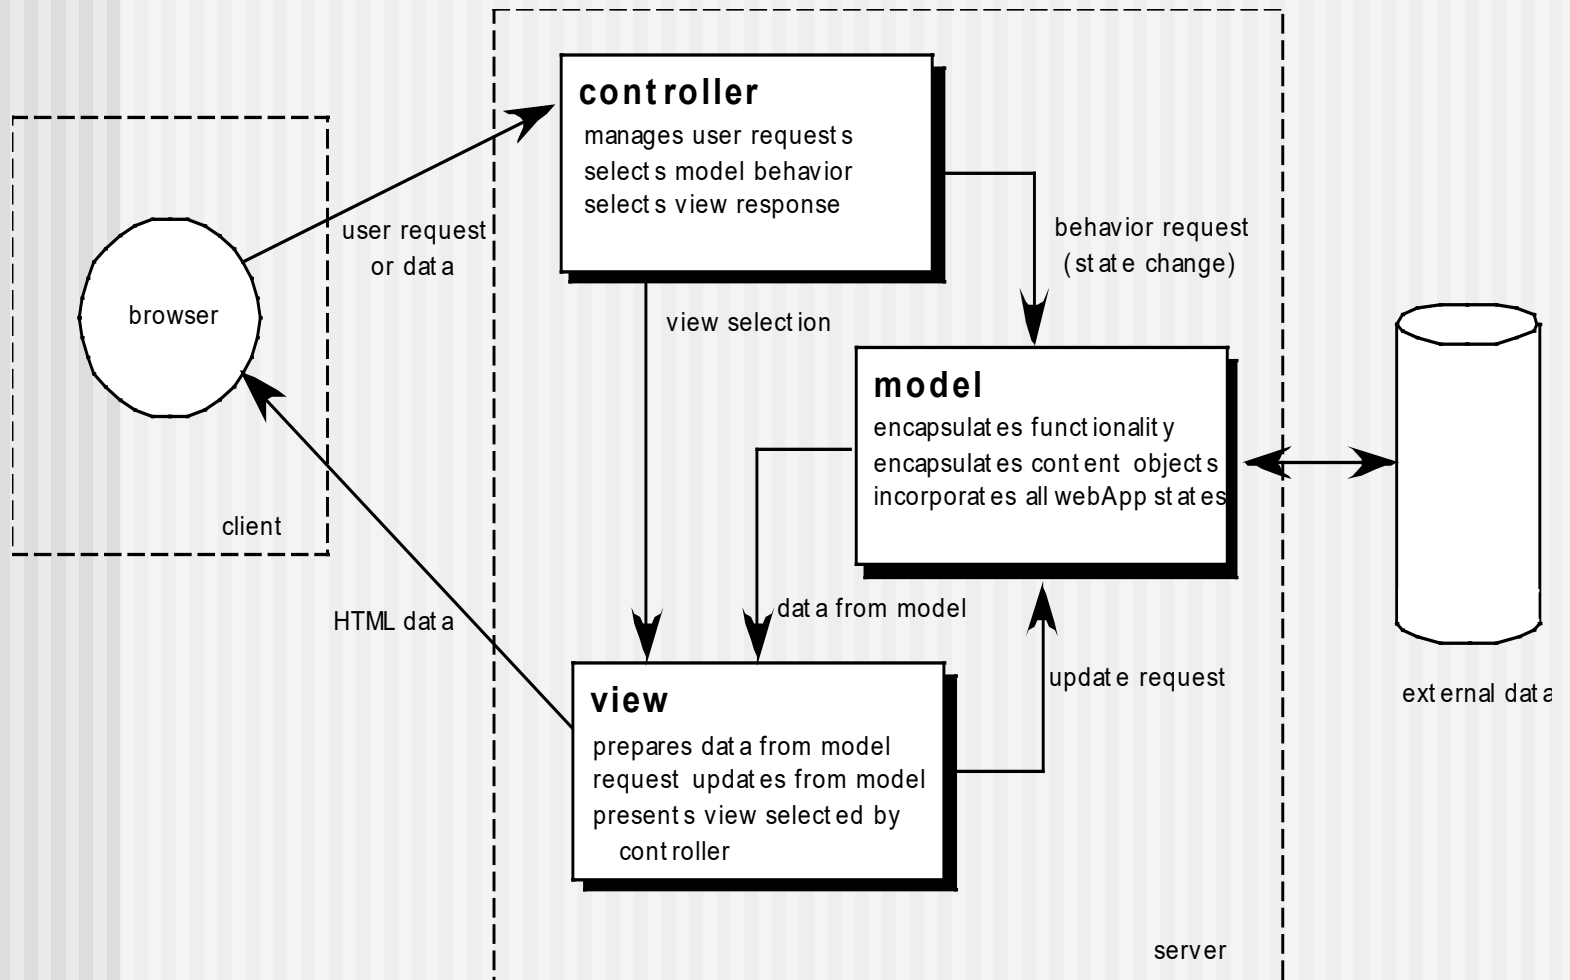 controller
manages user requests
selects model behavior
selects view response
user request
or data
behavior request
(state change)
browser
view selection
model
encapsulates functionality
encapsulates content objects
incorporates all webApp states
client
HTML data
data from model
update request
external data
view
prepares data from model
request updates from model
presents view selected by
controller
server